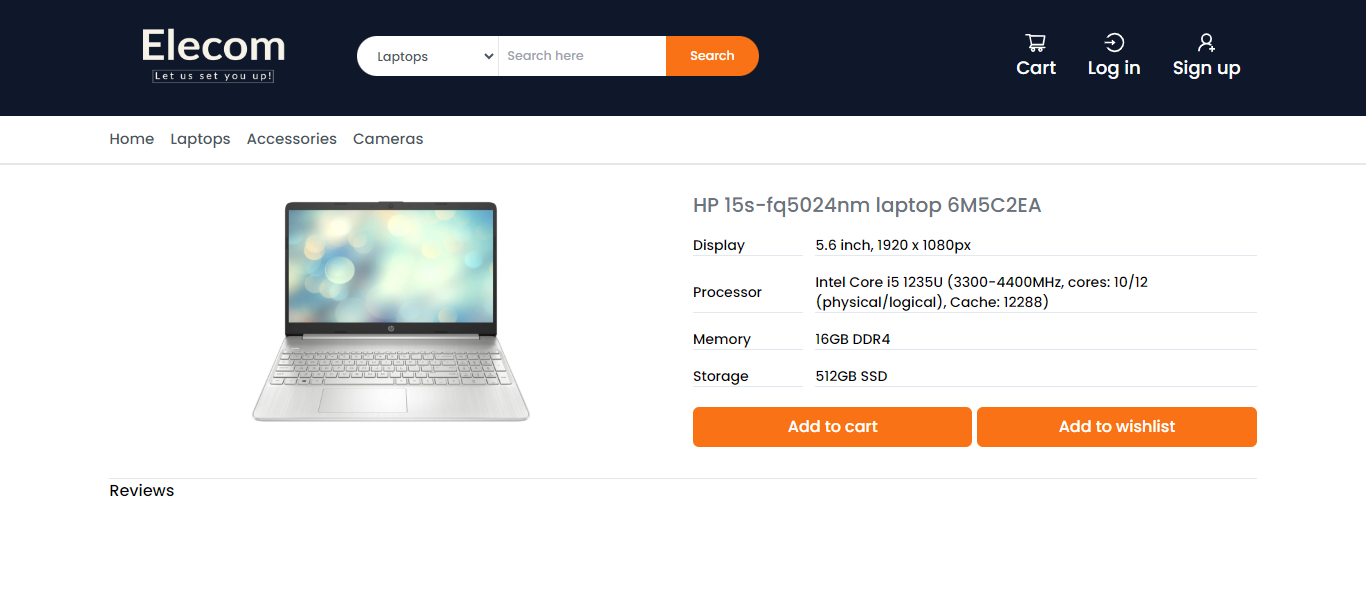 Elecom
Let us set you up!
Laptops
Search here
Search
Cart
Log in
Sign up
Home
Laptops
Accessories
Cameras
HP 15s-fq5024nm laptop 6M5C2EA
Display
5.6 inch, 1920 x 1080px
Processor
Intel Core i5 1235U (3300-4400MHz, cores: 10/12
(physical/logical), Cache: 12288)
Memory
16GB DDR4
Storage
512GB SSD
Add to cart
Add to wishlist
Reviews